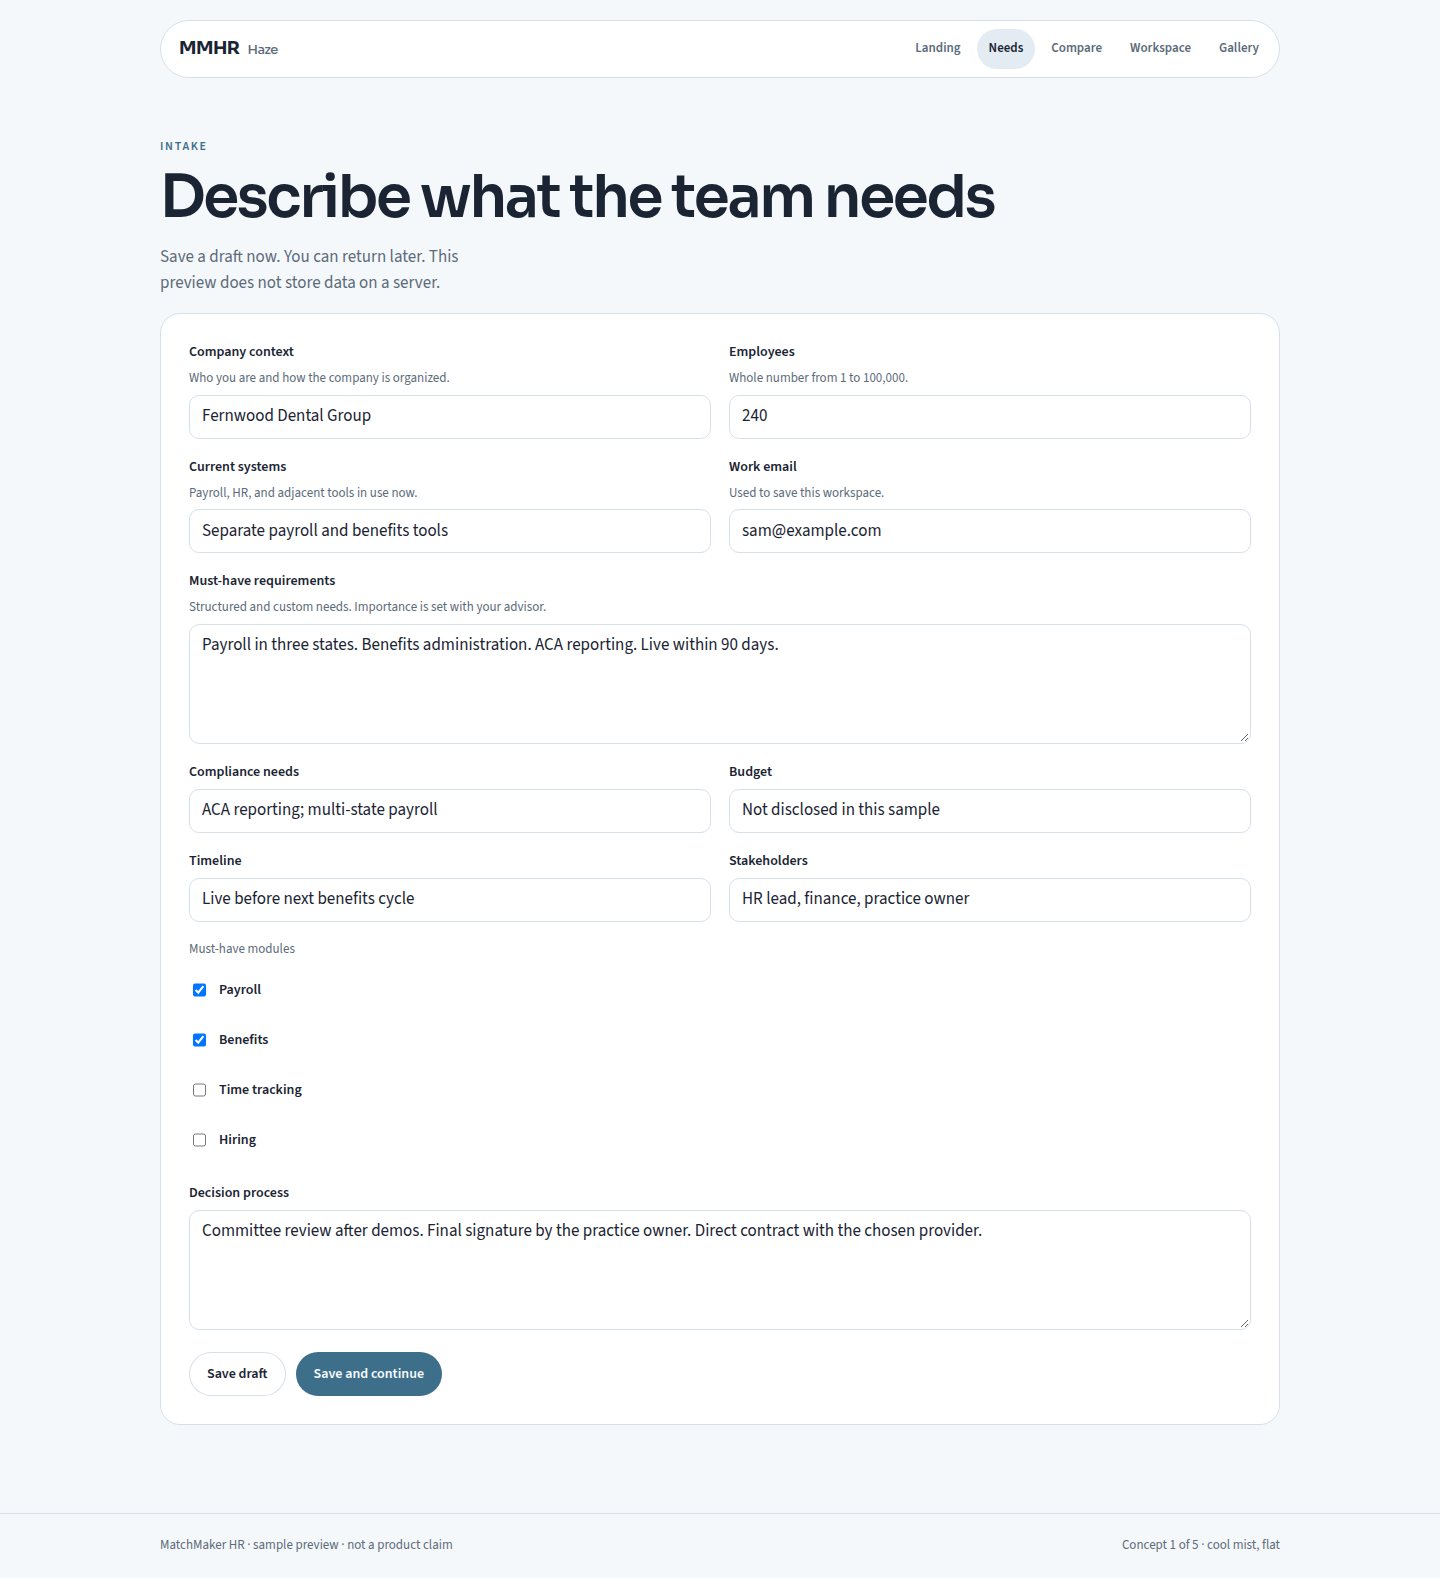 MMHR Haze
Landing Needs Compare Workspace Gallery
INTAKE
Describe what the team needs
Save a draft now. You can return later. This
preview does not store data on a server.
Company context
Who you are and how the company is organized.
Fernwood Dental Group
Employees
Whole number from 1 to 100,000.
240
Current systems
Payroll, HR, and adjacent tools in use now.
Separate payroll and benefits tools
Work email
Used to save this workspace.
sam@example.com
Must-have requirements
Structured and custom needs. Importance is set with your advisor.
Payroll in three states. Benefits administration. ACA reporting. Live within 90 days.
Compliance needs
ACA reporting; multi-state payroll
Budget
Not disclosed in this sample
Timeline
Live before next benefits cycle
Stakeholders
HR lead, finance, practice owner
Must-have modules
Payroll
Benefits
Time tracking
Hiring
Decision process
Committee review after demos. Final signature by the practice owner. Direct contract with the chosen provider.
Save draft Save and continue
MatchMaker HR · sample preview · not a product claim
Concept 1 of 5 · cool mist, flat